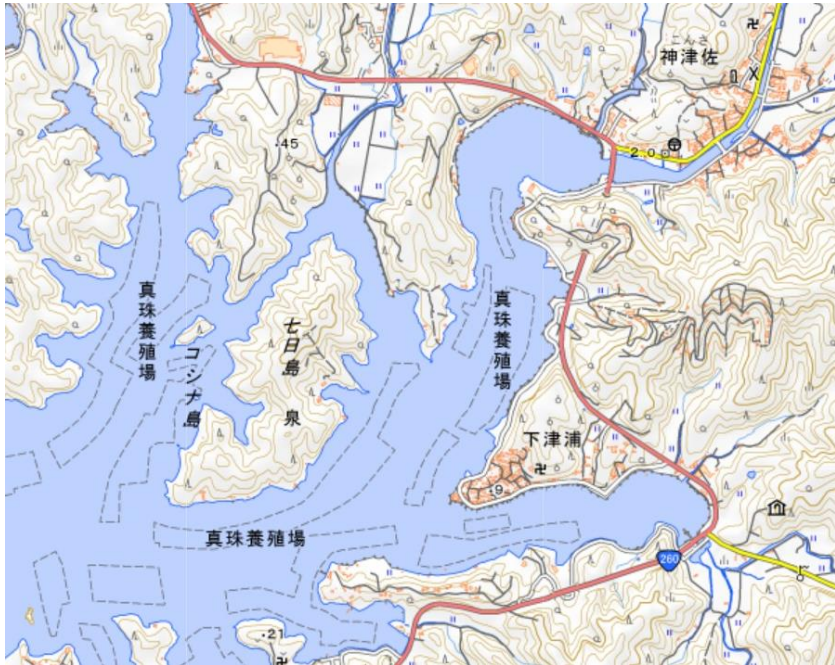 こんさ
神津佐
・45
2.0
真珠養殖場
真珠養殖場
七日島
コシナ島
泉
下津浦
・9
真珠養殖場
260
・21